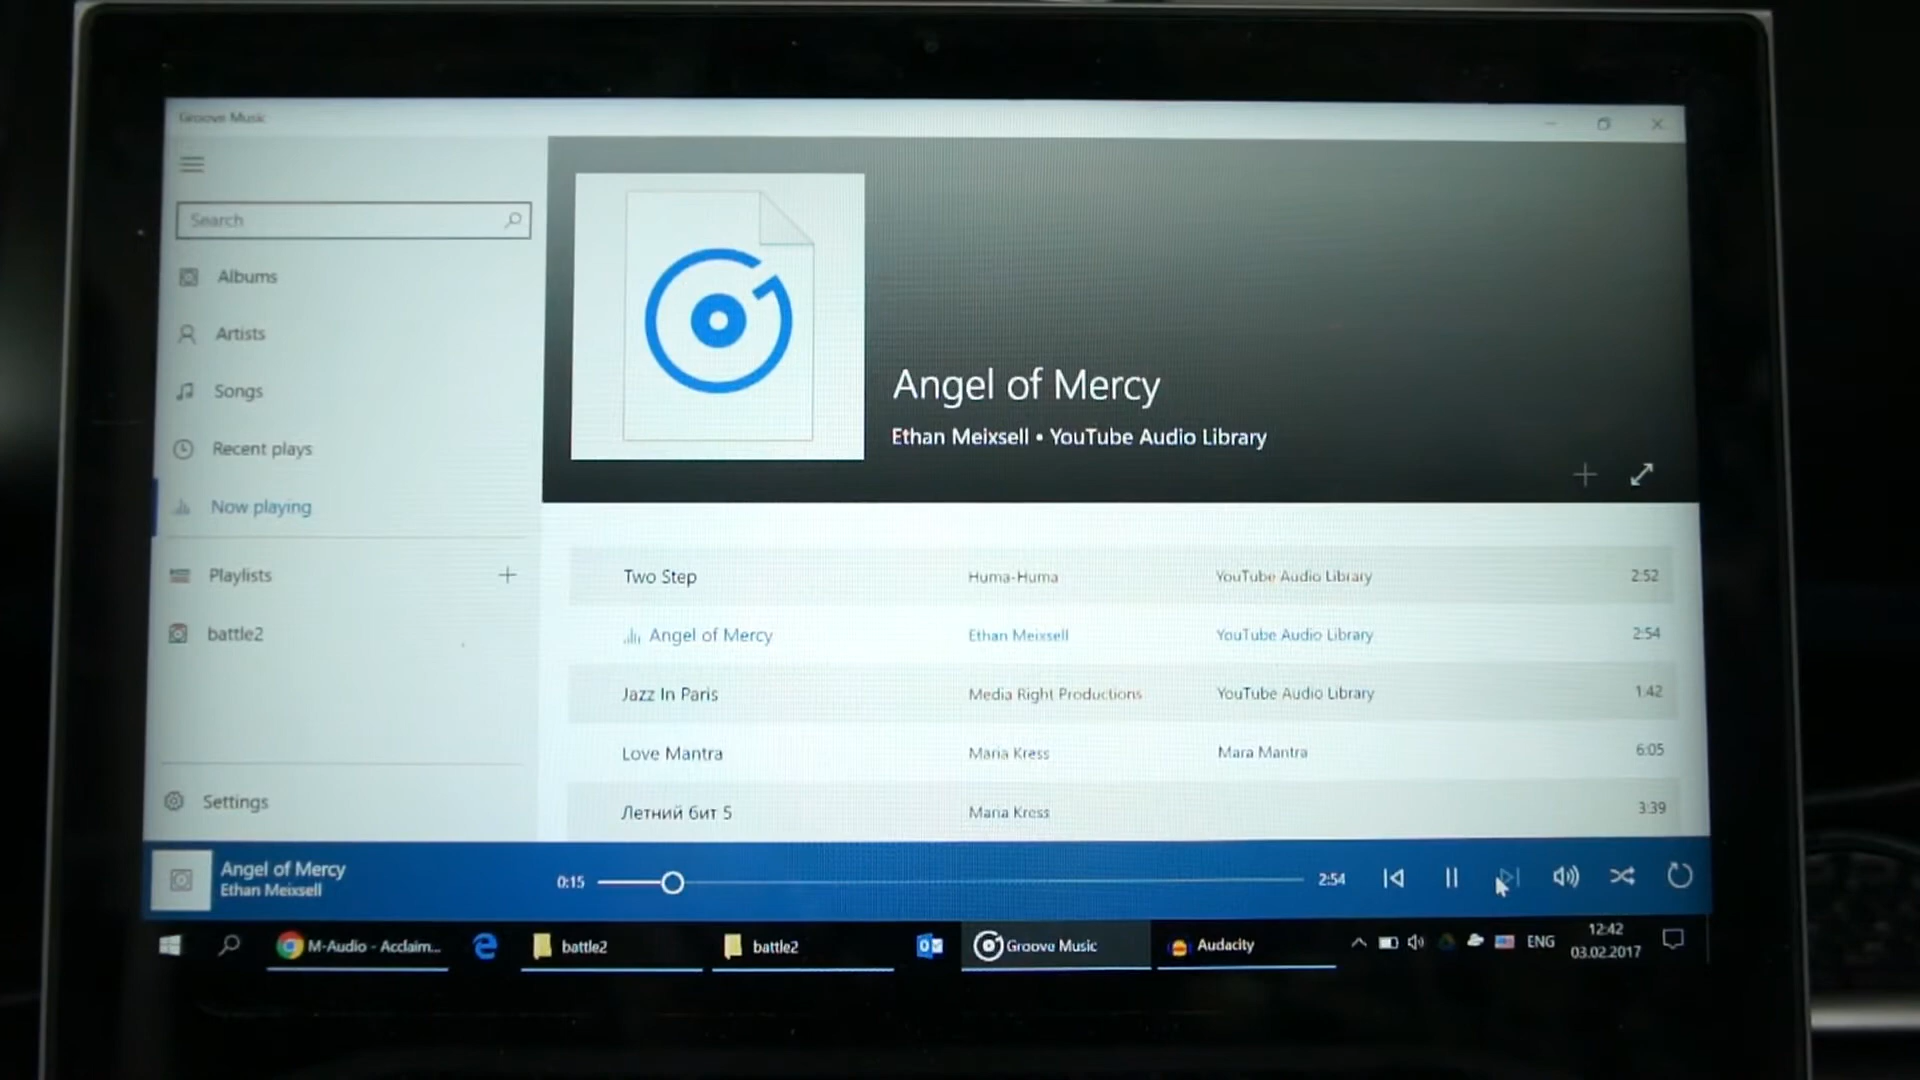 Groove Music
Search
Albums
Artists
Songs
Recent plays
Now playing
Playlists
battle2
Settings
Angel of Mercy
Ethan Meixsell • YouTube Audio Library
Two Step Huma-Huma YouTube Audio Library 2:52
Angel of Mercy Ethan Meixsell YouTube Audio Library 2:54
Jazz In Paris Media Right Productions YouTube Audio Library 1:42
Love Mantra Maria Kress Mara Mantra 6:05
Летний бит 5 Maria Kress 3:39
Angel of Mercy
Ethan Meixsell
0:15 2:54
M-Audio - Acclaim... battle2 battle2 Groove Music Audacity ENG
12:42
03.02.2017